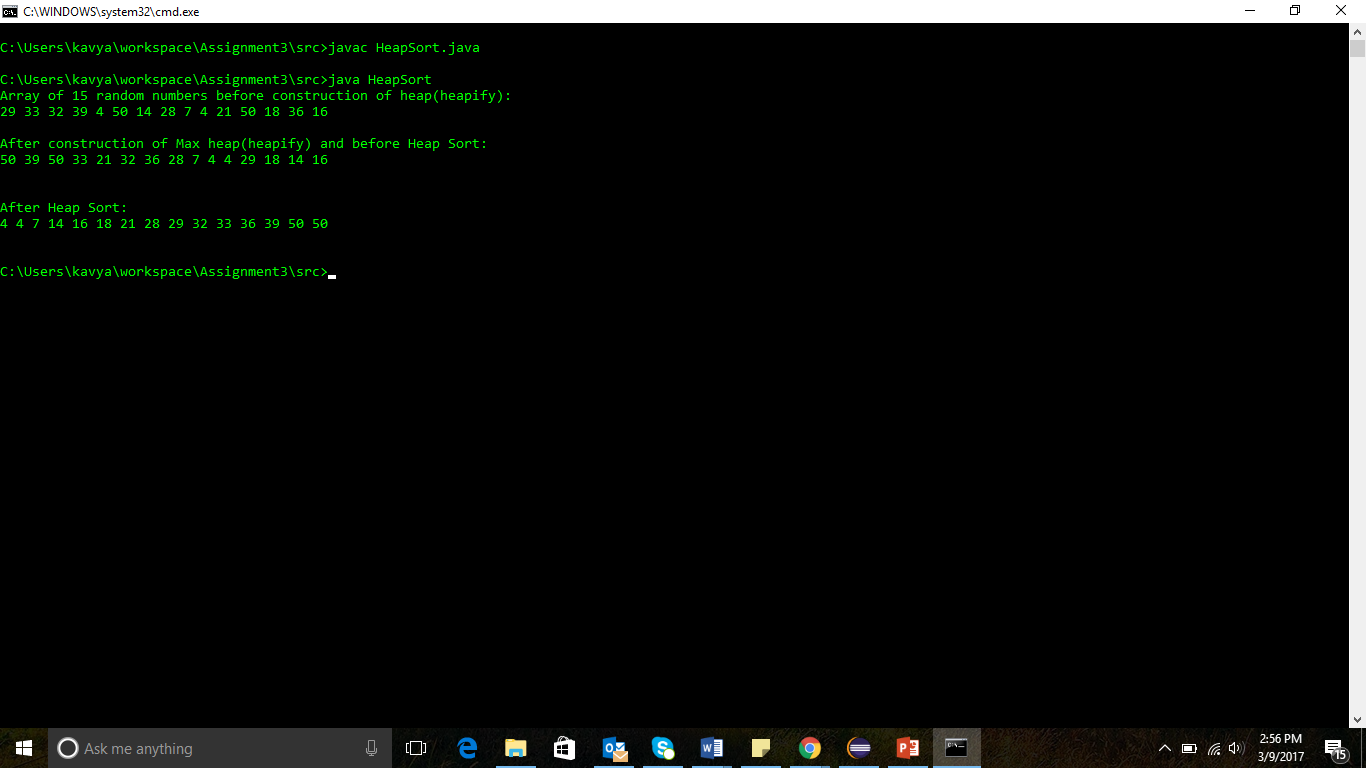 C:\WINDOWS\system32\cmd.exe
C:\Users\kavya\workspace\Assignment3\src>javac HeapSort.java
C:\Users\kavya\workspace\Assignment3\src>java HeapSort
Array of 15 random numbers before construction of heap(heapify):
29 33 32 39 4 50 14 28 7 4 21 50 18 36 16
After construction of Max heap(heapify) and before Heap Sort:
50 39 50 33 21 32 36 28 7 4 4 29 18 14 16
After Heap Sort:
4 4 7 14 16 18 21 28 29 32 33 36 39 50 50
C:\Users\kavya\workspace\Assignment3\src>
Ask me anything
2:56 PM
3/9/2017
15